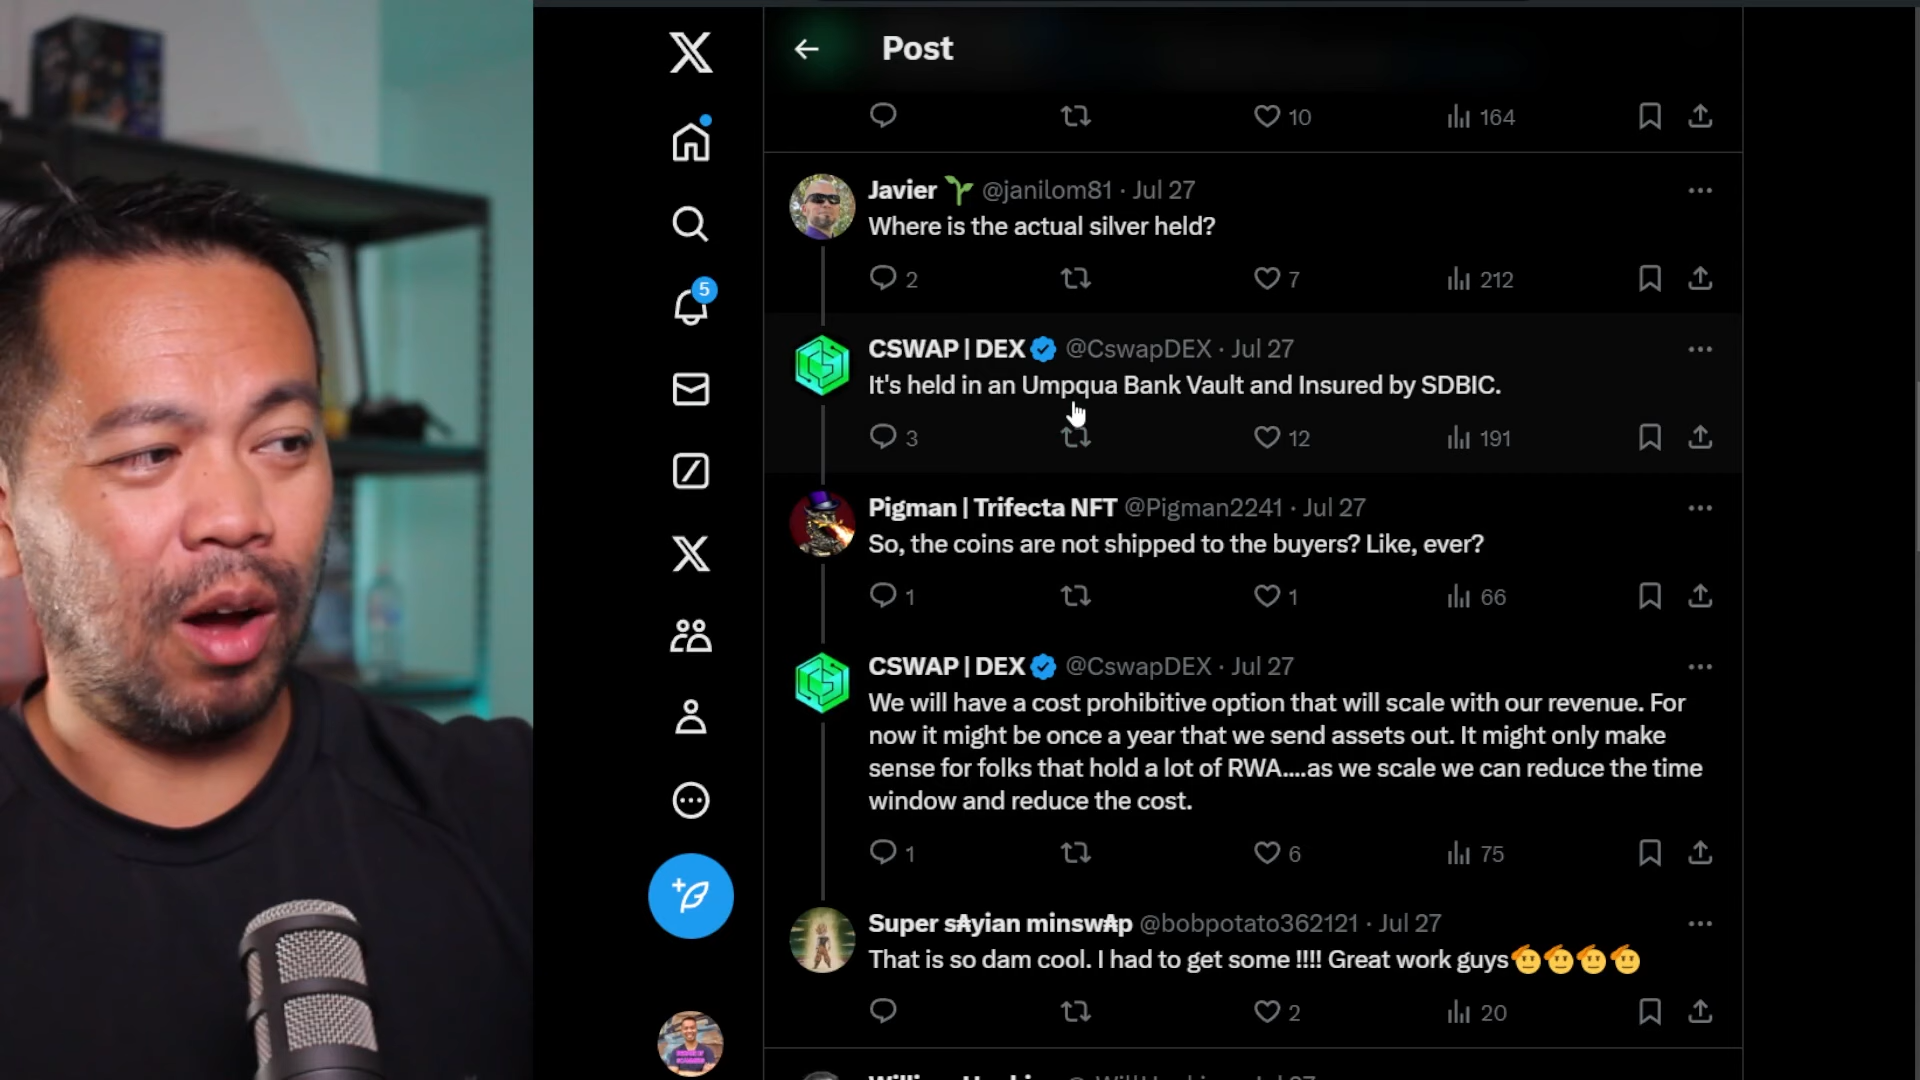 Post
10
164
Javier @janilom81 · Jul 27
Where is the actual silver held?
2
7
212
5
CSWAP | DEX @CswapDEX · Jul 27
It's held in an Umpqua Bank Vault and Insured by SDBIC.
3
12
191
Pigman | Trifecta NFT @Pigman2241 · Jul 27
So, the coins are not shipped to the buyers? Like, ever?
1
1
66
CSWAP | DEX @CswapDEX · Jul 27
We will have a cost prohibitive option that will scale with our revenue. For
now it might be once a year that we send assets out. It might only make
sense for folks that hold a lot of RWA....as we scale we can reduce the time
window and reduce the cost.
1
6
75
Super s₳yian minsw₳p @bobpotato362121 · Jul 27
That is so dam cool. I had to get some !!!! Great work guys🫡🫡🫡🫡
2
20